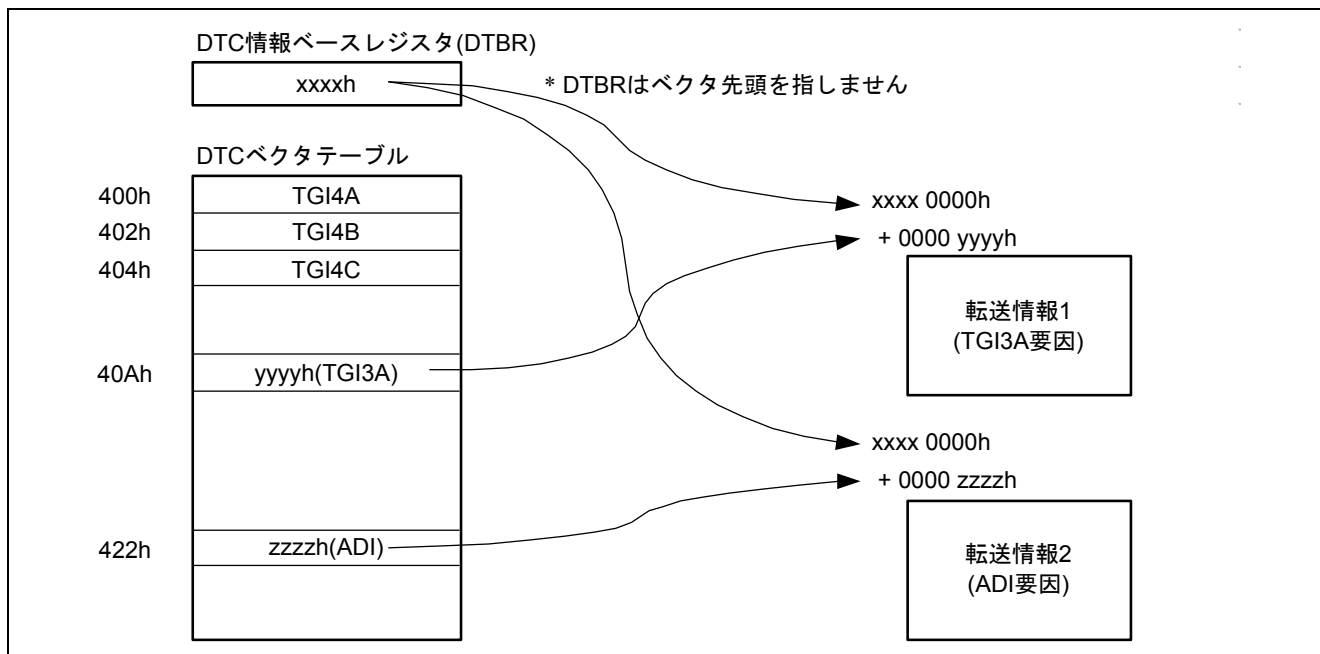 DTC情報ベースレジスタ(DTBR)
xxxxh
* DTBRはベクタ先頭を指しません
DTCベクタテーブル
400h
TGI4A
402h
TGI4B
404h
TGI4C
40Ah
yyyyh(TGI3A)
422h
zzzzh(ADI)
xxxx 0000h
+ 0000 yyyyh
転送情報1
(TGI3A要因)
xxxx 0000h
+ 0000 zzzzh
転送情報2
(ADI要因)